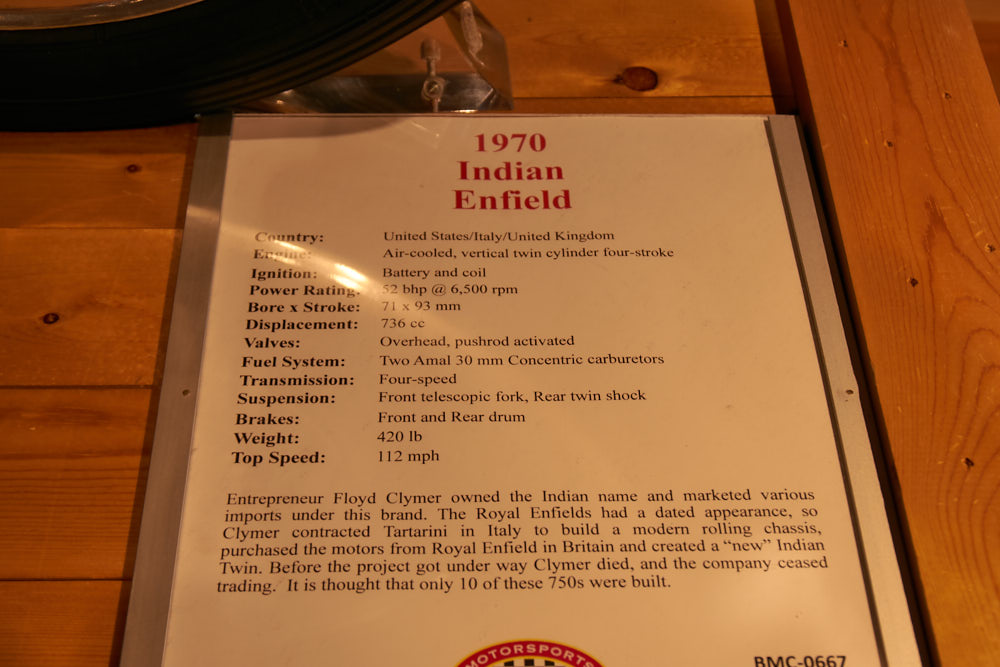 1970
Indian
Enfield
Country: United States/Italy/United Kingdom
Engine: Air-cooled, vertical twin cylinder four-stroke
Ignition: Battery and coil
Power Rating: 52 bhp @ 6,500 rpm
Bore x Stroke: 71 x 93 mm
Displacement: 736 cc
Valves: Overhead, pushrod activated
Fuel System: Two Amal 30 mm Concentric carburetors
Transmission: Four-speed
Suspension: Front telescopic fork, Rear twin shock
Brakes: Front and Rear drum
Weight: 420 lb
Top Speed: 112 mph
Entrepreneur Floyd Clymer owned the Indian name and marketed various
imports under this brand. The Royal Enfields had a dated appearance, so
Clymer contracted Tartarini in Italy to build a modern rolling chassis,
purchased the motors from Royal Enfield in Britain and created a “new” Indian
Twin. Before the project got under way Clymer died, and the company ceased
trading. It is thought that only 10 of these 750s were built.
MOTORSPORTS
BMC-0667